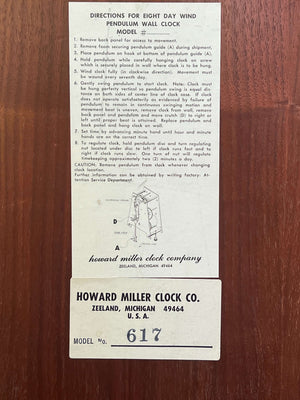 DIRECTIONS FOR EIGHT DAY WIND
PENDULUM WALL CLOCK
MODEL #
1. Remove back panel for access to movement.
2. Remove foam securing pendulum guide (A) during shipment.
3. Place pendulum on hook at bottom of pendulum guide (A).
4. Hold pendulum while carefully hanging clock on screw
which is securely placed in wall where clock is to be hung.
5. Wind clock fully (in clockwise direction). Movement must
be wound every seventh day.
6. Gently swing pendulum to start clock. Note: Clock must
be hung perfectly vertical so pendulum swing is equal distance
on both sides of center line of clock case. If clock
does not operate satisfactorily as evidenced by failure of
pendulum to remain in continuous swinging motion and
movement beat is uneven, remove clock from wall, remove
back panel and pendulum and move crutch (D) to right or
left until proper beat is obtained. Replace pendulum and
back panel and hang clock on wall.
7. Set time by advancing minute hand until hour and minute
hands are on the correct time.
8. To regulate clock, hold pendulum disc and turn regulating
nut located under disc to left if clock runs fast and to
right if clock runs slow. One turn of nut will regulate
timekeeping approximately two (2) minutes a day.
CAUTION: Remove pendulum from clock whenever changing
clock location.
Further information can be obtained by writing factory. Attention
Service Department.
D
A
howard miller clock company
ZEELAND, MICHIGAN 49464
HOWARD MILLER CLOCK CO.
ZEELAND, MICHIGAN 49464
U. S. A.
MODEL No. 617